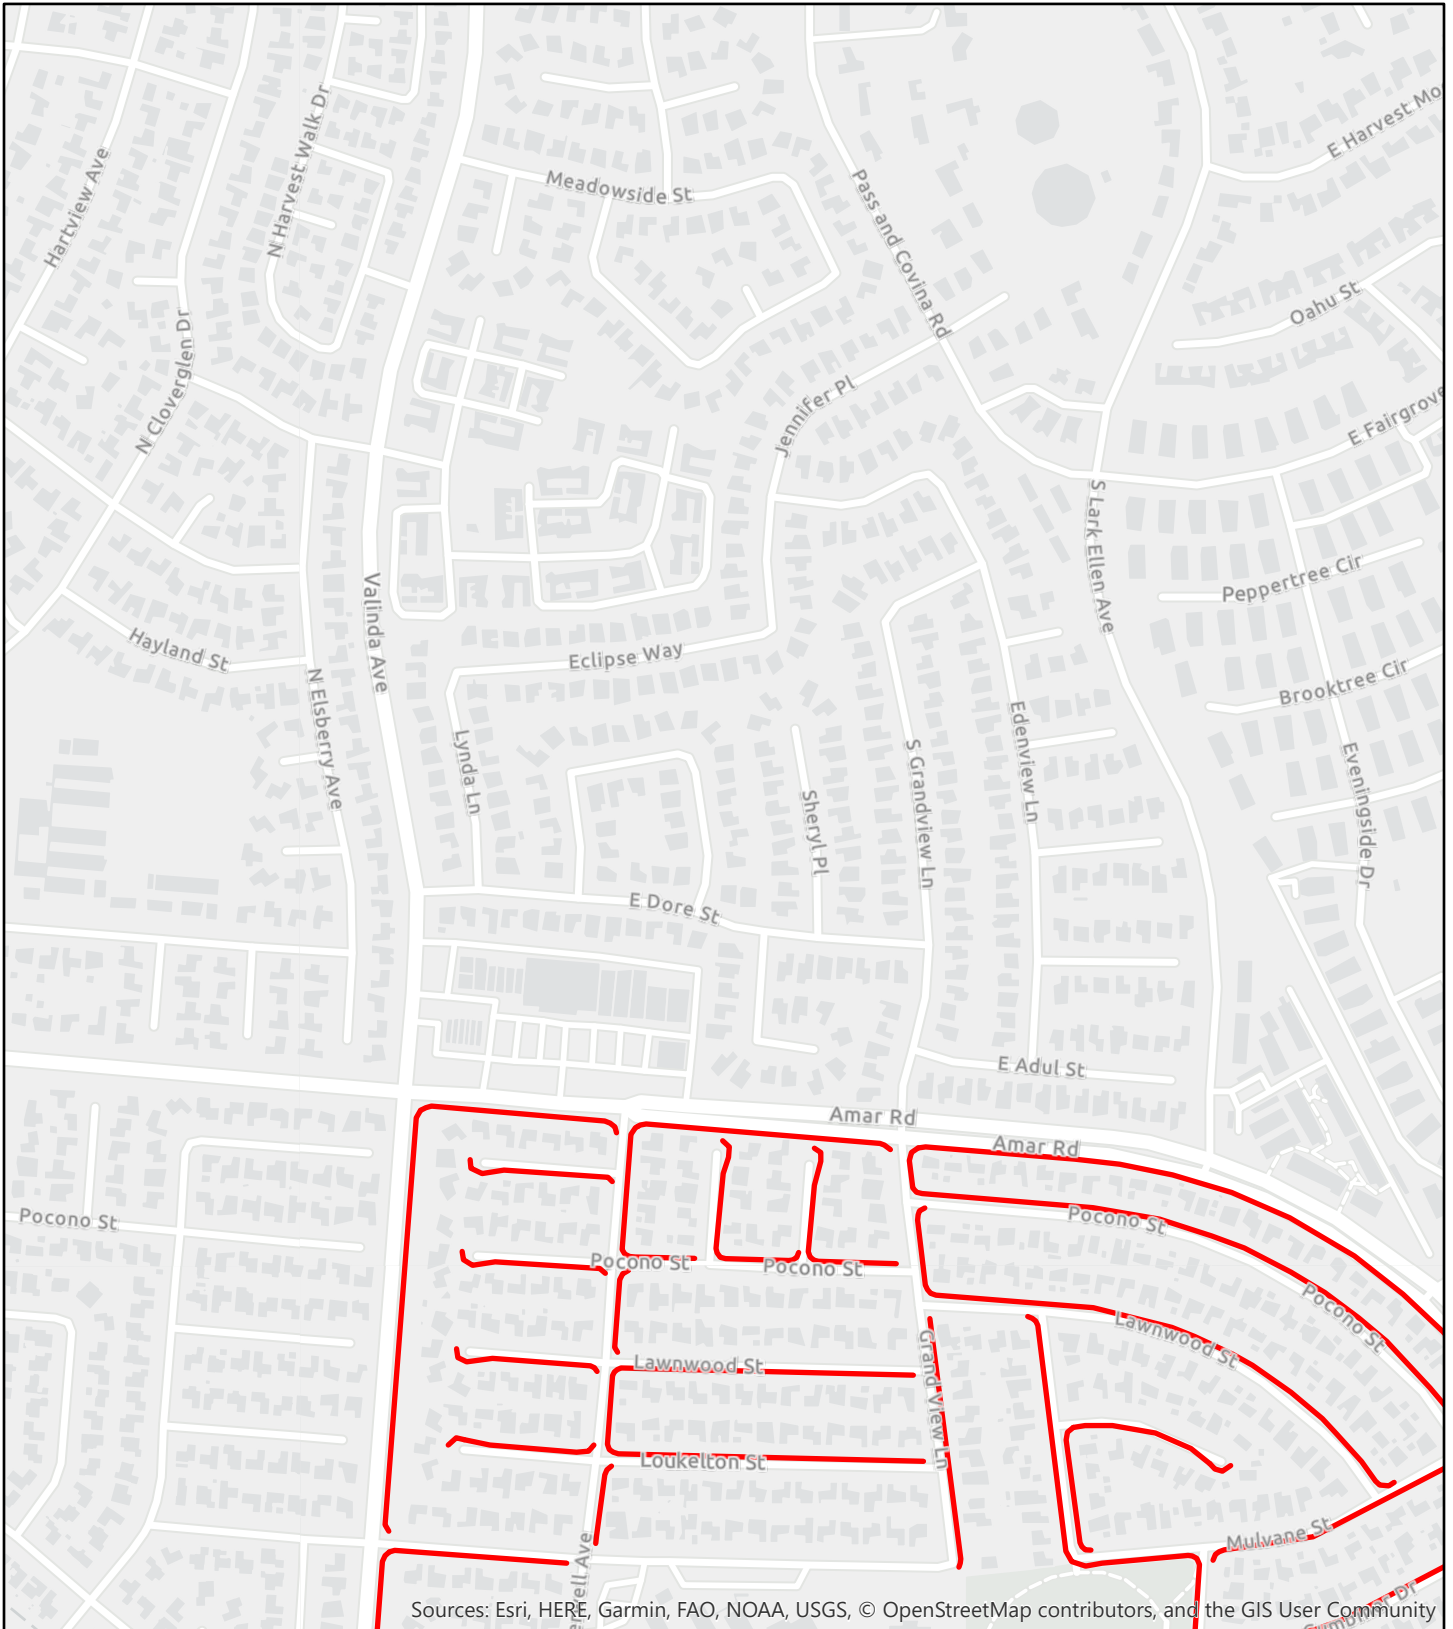 E Harvest Mo
Hartview Ave
N Harvest Walk Dr
Meadowside St
Pass and Covina Rd
Oahu St
N Cloverglen Dr
Jennifer Pl
E Fairgrove
S Lark Ellen Ave
Peppertree Cir
Valinda Ave
Hayland St
Eclipse Way
Brooktree Cir
N Elsberry Ave
Lynda Ln
Edenview Ln
S Grandview Ln
Sheryl Pl
Eveningside Dr
E Dore St
E Adul St
Amar Rd
Amar Rd
Pocono St
Pocono St
Pocono St
Pocono St
Pocono St
Lawnwood St
Lawnwood St
Grand View Ln
Loukelton St
Mulvane St
Sources: Esri, HERE, Garmin, FAO, NOAA, USGS, © OpenStreetMap contributors, and the GIS User Community